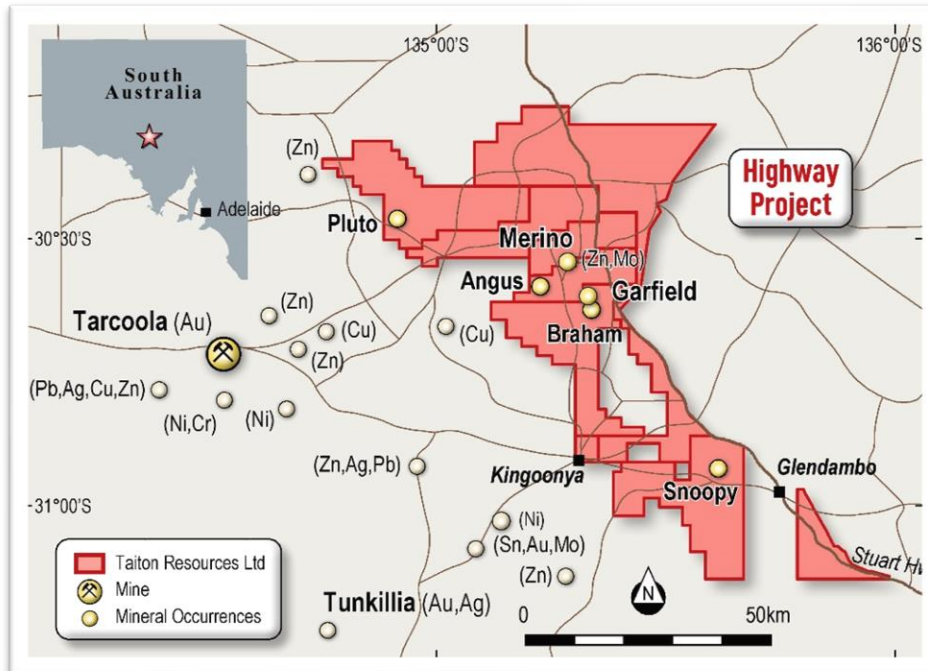 135°00'S
136°00'S
South
Australia
Adelaide
(Zn)
Highway
Project
Pluto
Merino
-30°30'S
(Zn,Mo)
Angus
Garfield
(Zn)
Tarcoola (Au)
(Cu)
(Cu)
Braham
(Zn)
(Pb,Ag,Cu,Zn)
(Ni,Cr)
(Ni)
(Zn,Ag,Pb)
Kingoonya
Glendambo
Snoopy
-31°00'S
(Ni)
(Sn,Au,Mo)
(Zn)
Stuart Hw
Taiton Resources Ltd
Mine
Mineral Occurrences
Tunkillia (Au,Ag)
N
0
50km